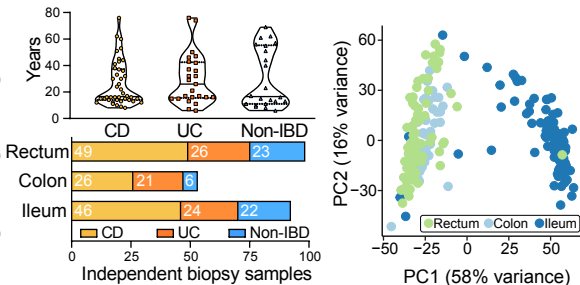 80
60
40
20
0
Years
CD UC Non-IBD
Rectum 49 26 23
Colon 26 21 6
Ileum 46 24 22
CD UC Non-IBD
0 25 50 75 100
Independent biopsy samples
60
30
0
−30
PC2 (16% variance)
Rectum Colon Ileum
−50 −25 0 25 50
PC1 (58% variance)